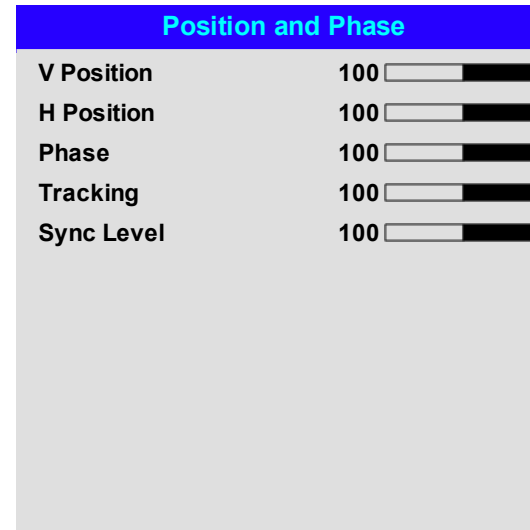 Position and Phase
V Position 100
H Position 100
Phase 100
Tracking 100
Sync Level 100